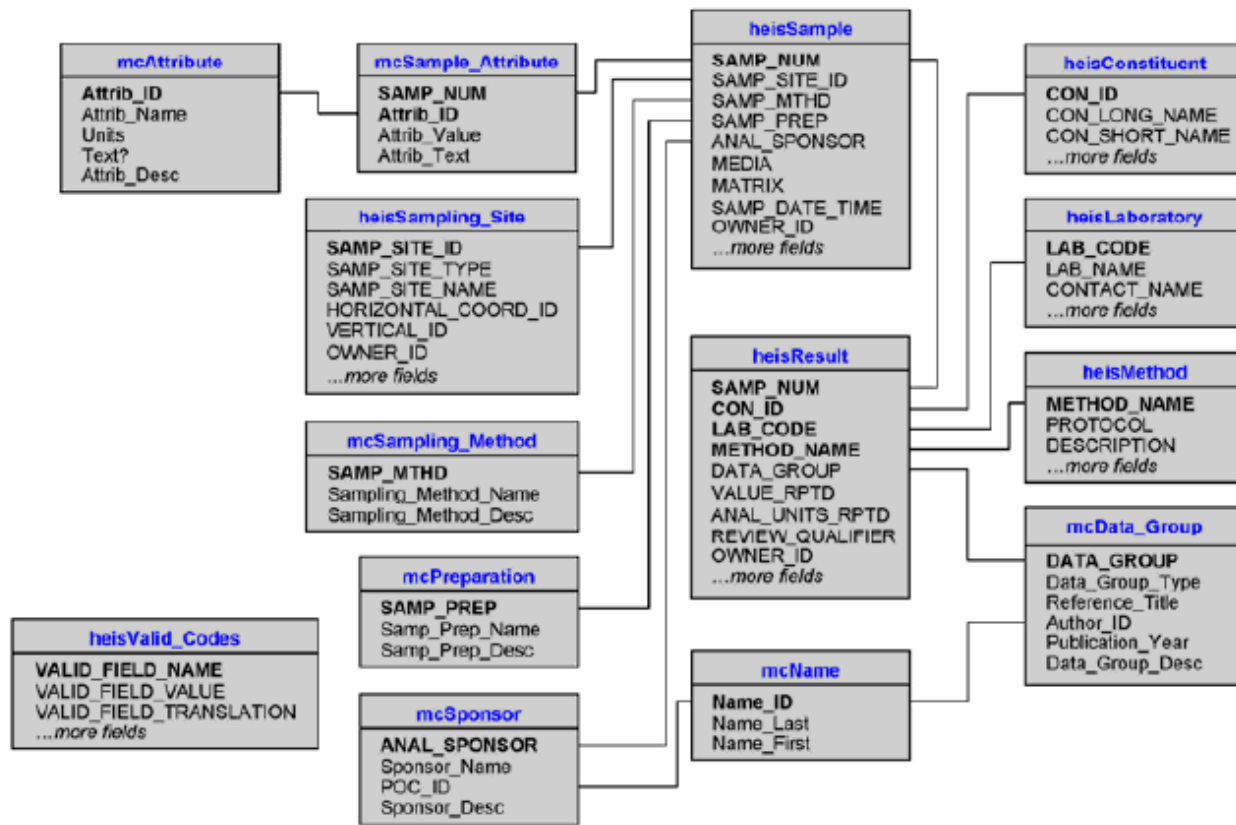 mcAttribute
Attrib_ID
Attrib_Name
Units
Text?
Attrib_Desc
mcSample_Attribute
SAMP_NUM
Attrib_ID
Attrib_Value
Attrib_Text
heisSample
SAMP_NUM
SAMP_SITE_ID
SAMP_MTHD
SAMP_PREP
ANAL_SPONSOR
MEDIA
MATRIX
SAMP_DATE_TIME
OWNER_ID
...more fields
heisConstituent
CON_ID
CON_LONG_NAME
CON_SHORT_NAME
...more fields
heisSampling_Site
SAMP_SITE_ID
SAMP_SITE_TYPE
SAMP_SITE_NAME
HORIZONTAL_COORD_ID
VERTICAL_ID
OWNER_ID
...more fields
heisLaboratory
LAB_CODE
LAB_NAME
CONTACT_NAME
...more fields
heisResult
SAMP_NUM
CON_ID
LAB_CODE
METHOD_NAME
DATA_GROUP
VALUE_RPTD
ANAL_UNITS_RPTD
REVIEW_QUALIFIER
OWNER_ID
...more fields
heisMethod
METHOD_NAME
PROTOCOL
DESCRIPTION
...more fields
mcSampling_Method
SAMP_MTHD
Sampling_Method_Name
Sampling_Method_Desc
mcData_Group
DATA_GROUP
Data_Group_Type
Reference_Title
Author_ID
Publication_Year
Data_Group_Desc
mcPreparation
SAMP_PREP
Samp_Prep_Name
Samp_Prep_Desc
heisValid_Codes
VALID_FIELD_NAME
VALID_FIELD_VALUE
VALID_FIELD_TRANSLATION
...more fields
mcName
Name_ID
Name_Last
Name_First
mcSponsor
ANAL_SPONSOR
Sponsor_Name
POC_ID
Sponsor_Desc